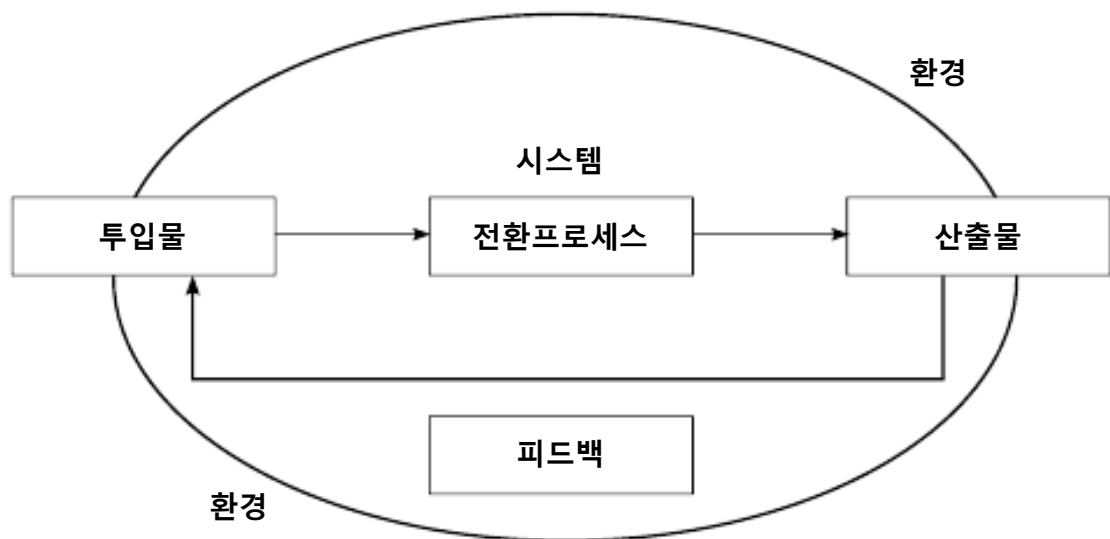 환경
시스템
투입물
전환프로세스
산출물
피드백
환경